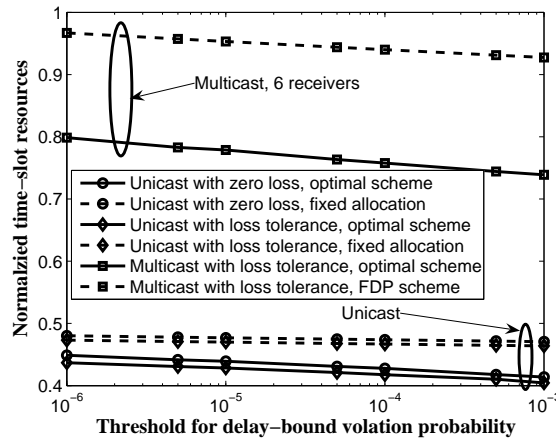 1
0.9
0.8
0.7
0.6
0.5
0.4
Normalzied time−slot resources
Multicast, 6 receivers
Unicast with zero loss, optimal scheme
Unicast with zero loss, fixed allocation
Unicast with loss tolerance, optimal scheme
Unicast with loss tolerance, fixed allocation
Multicast with loss tolerance, optimal scheme
Multicast with loss tolerance, FDP scheme
Unicast
10−6 10−5 10−4 10−3
Threshold for delay−bound volation probability